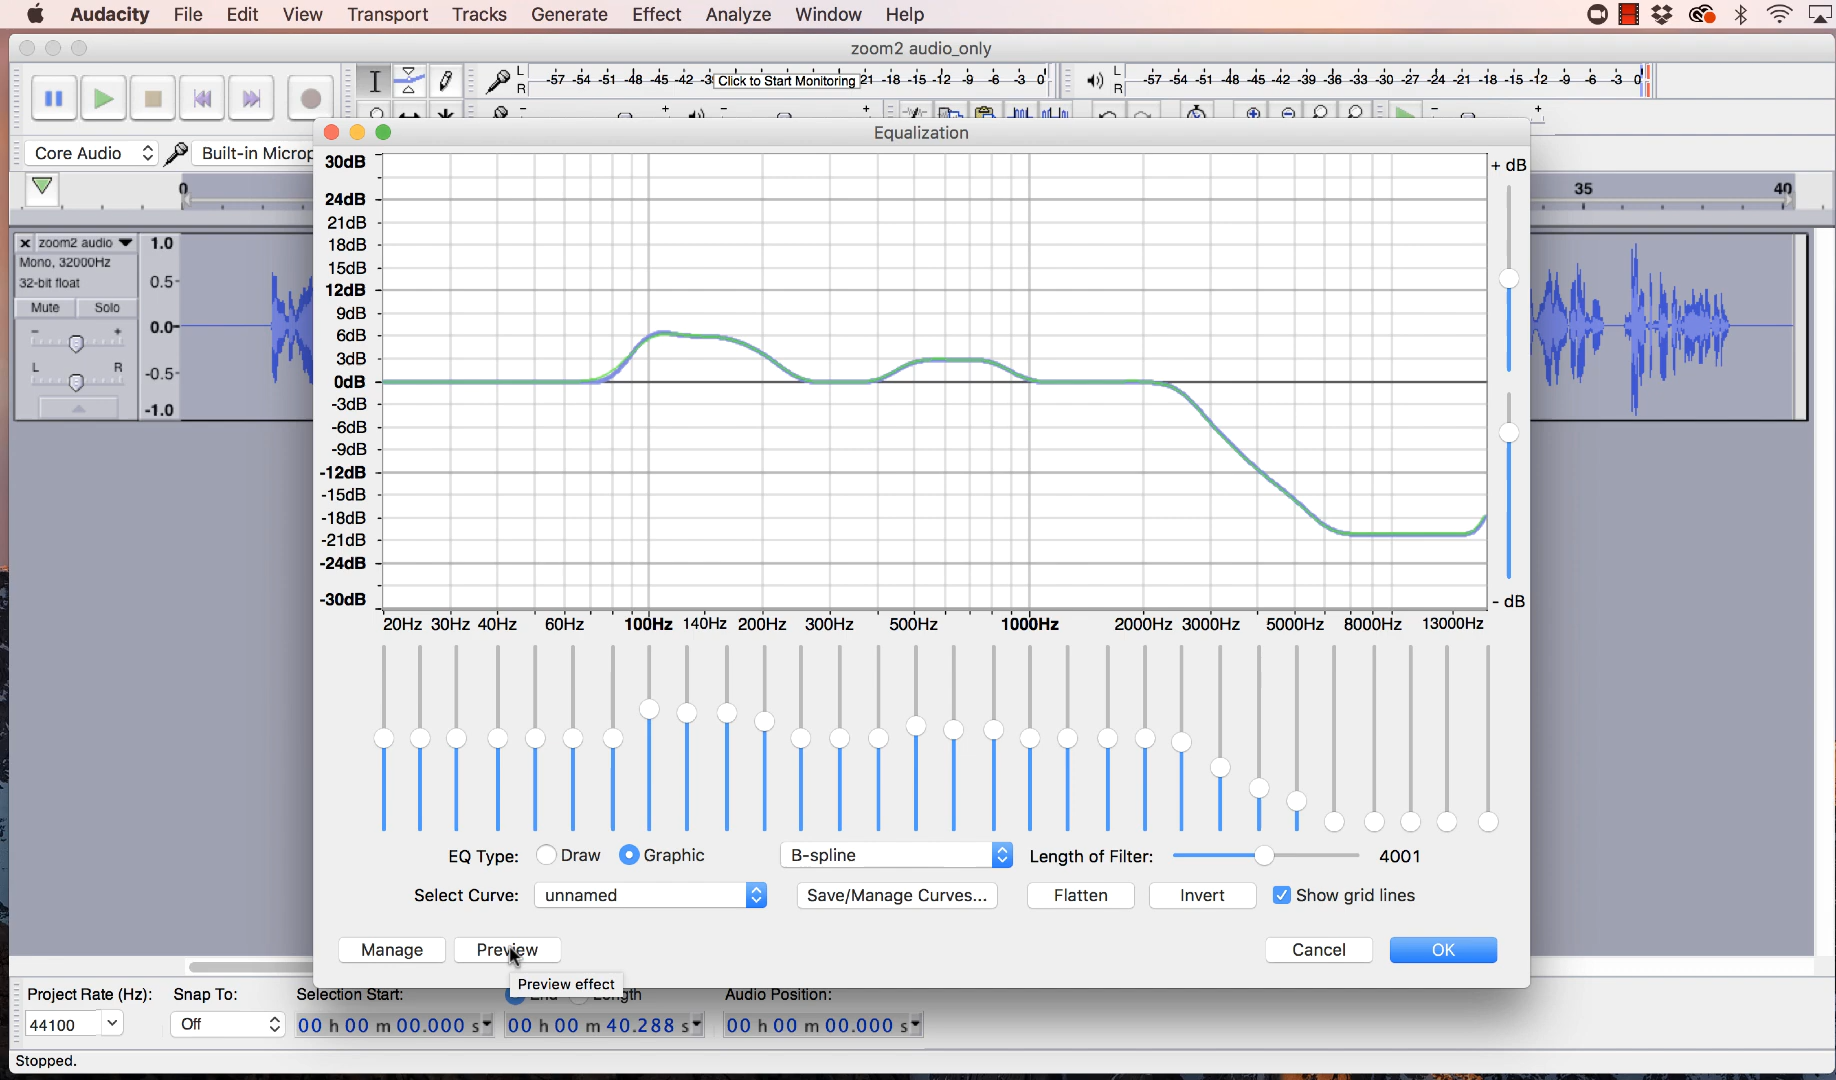 Audacity File Edit View Transport Tracks Generate Effect Analyze Window Help
zoom2 audio_only
L
R
-57 -54 -51 -48 -45 -42 -3 Click to Start Monitoring 21 -18 -15 -12 -9 -6 -3 0
L
R
-57 -54 -51 -48 -45 -42 -39 -36 -33 -30 -27 -24 -21 -18 -15 -12 -9 -6 -3 0
Core Audio Built-in Microp
Equalization
0 35 40
zoom2 audio
Mono, 32000Hz
32-bit float
Mute Solo
- +
L R
1.0
0.5-
0.0-
-0.5-
-1.0
30dB
24dB
21dB
18dB
15dB
12dB
9dB
6dB
3dB
0dB
-3dB
-6dB
-9dB
-12dB
-15dB
-18dB
-21dB
-24dB
-30dB
+ dB
- dB
20Hz 30Hz 40Hz 60Hz 100Hz 140Hz 200Hz 300Hz 500Hz 1000Hz 2000Hz 3000Hz 5000Hz 8000Hz 13000Hz
EQ Type: Draw Graphic B-spline Length of Filter: 4001
Select Curve: unnamed Save/Manage Curves... Flatten Invert Show grid lines
Manage Preview Cancel OK
Preview effect
Project Rate (Hz): Snap To: Selection Start: End Length Audio Position:
44100 Off 00 h 00 m 00.000 s 00 h 00 m 40.288 s 00 h 00 m 00.000 s
Stopped.